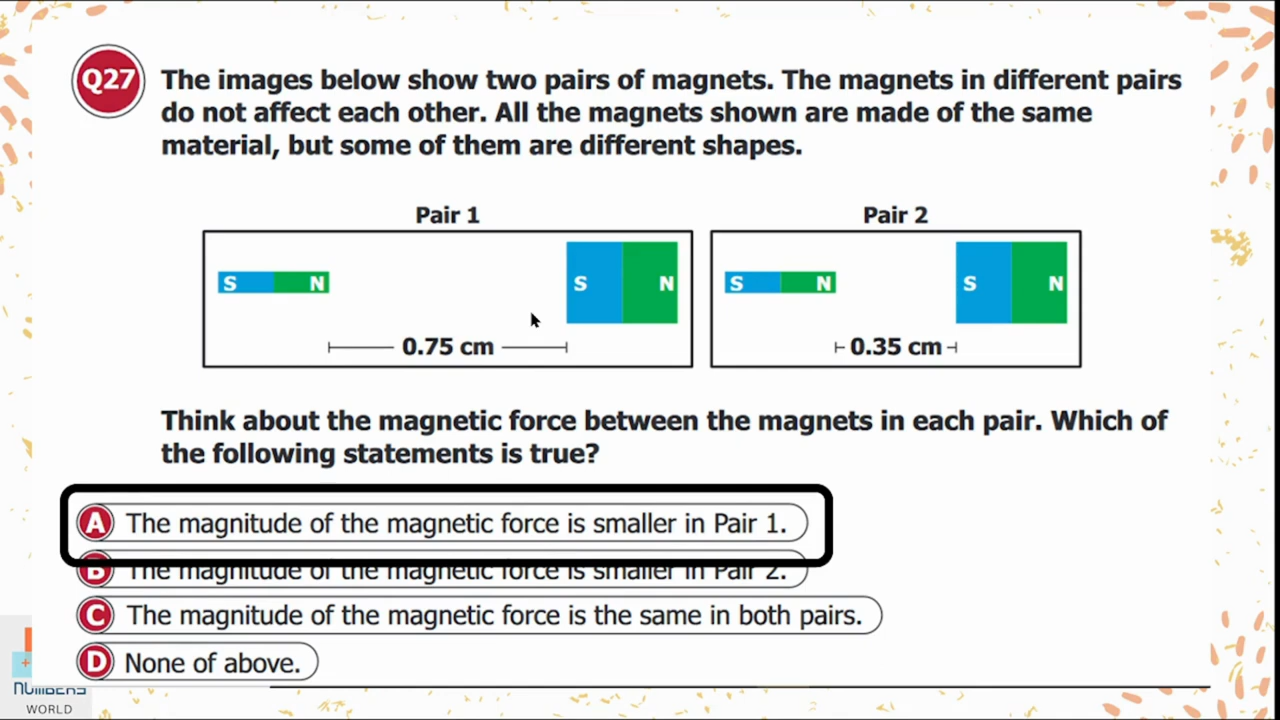 Q27
The images below show two pairs of magnets. The magnets in different pairs
do not affect each other. All the magnets shown are made of the same
material, but some of them are different shapes.
Pair 1
Pair 2
S N S N
S N S N
0.75 cm
0.35 cm
Think about the magnetic force between the magnets in each pair. Which of
the following statements is true?
A The magnitude of the magnetic force is smaller in Pair 1.
B The magnitude of the magnetic force is smaller in Pair 2.
C The magnitude of the magnetic force is the same in both pairs.
D None of above.
NUMBERS
WORLD